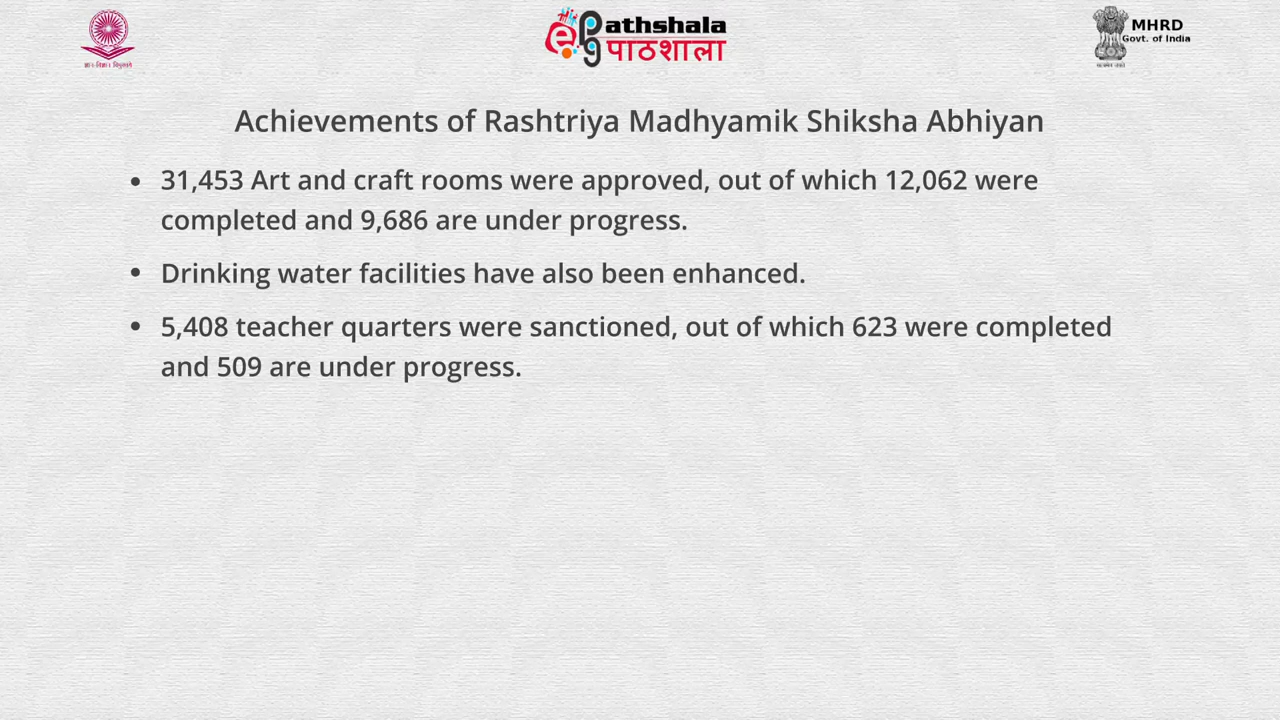 athshala
पाठशाला
MHRD
Govt. of India
Achievements of Rashtriya Madhyamik Shiksha Abhiyan
• 31,453 Art and craft rooms were approved, out of which 12,062 were
completed and 9,686 are under progress.
• Drinking water facilities have also been enhanced.
• 5,408 teacher quarters were sanctioned, out of which 623 were completed
and 509 are under progress.